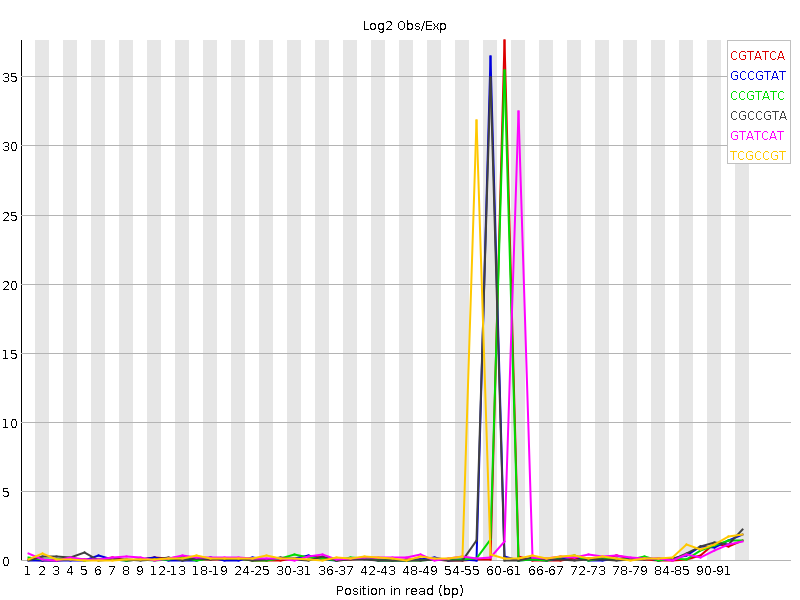 Log2 Obs/Exp
CGTATCA
GCCGTAT
CCGTATC
CGCCGTA
GTATCAT
TCGCCGT
35
30
25
20
15
10
5
0
1 2 3 4 5 6 7 8 9 12-13 18-19 24-25 30-31 36-37 42-43 48-49 54-55 60-61 66-67 72-73 78-79 84-85 90-91
Position in read (bp)